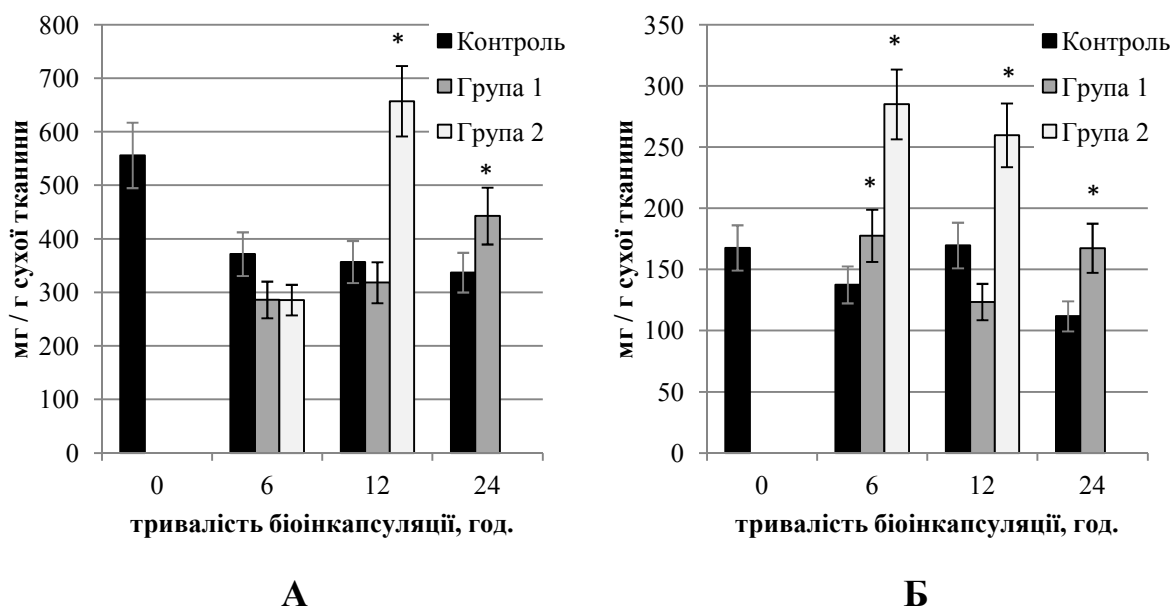 800
700
600
500
400
300
200
100
0
мг / г сухої тканини
*
*
Контроль
Група 1
Група 2
0 6 12 24
тривалість біоінкапсуляції, год.
А
350
300
250
200
150
100
50
0
мг / г сухої тканини
*
*
*
*
Контроль
Група 1
Група 2
0 6 12 24
тривалість біоінкапсуляції, год.
Б